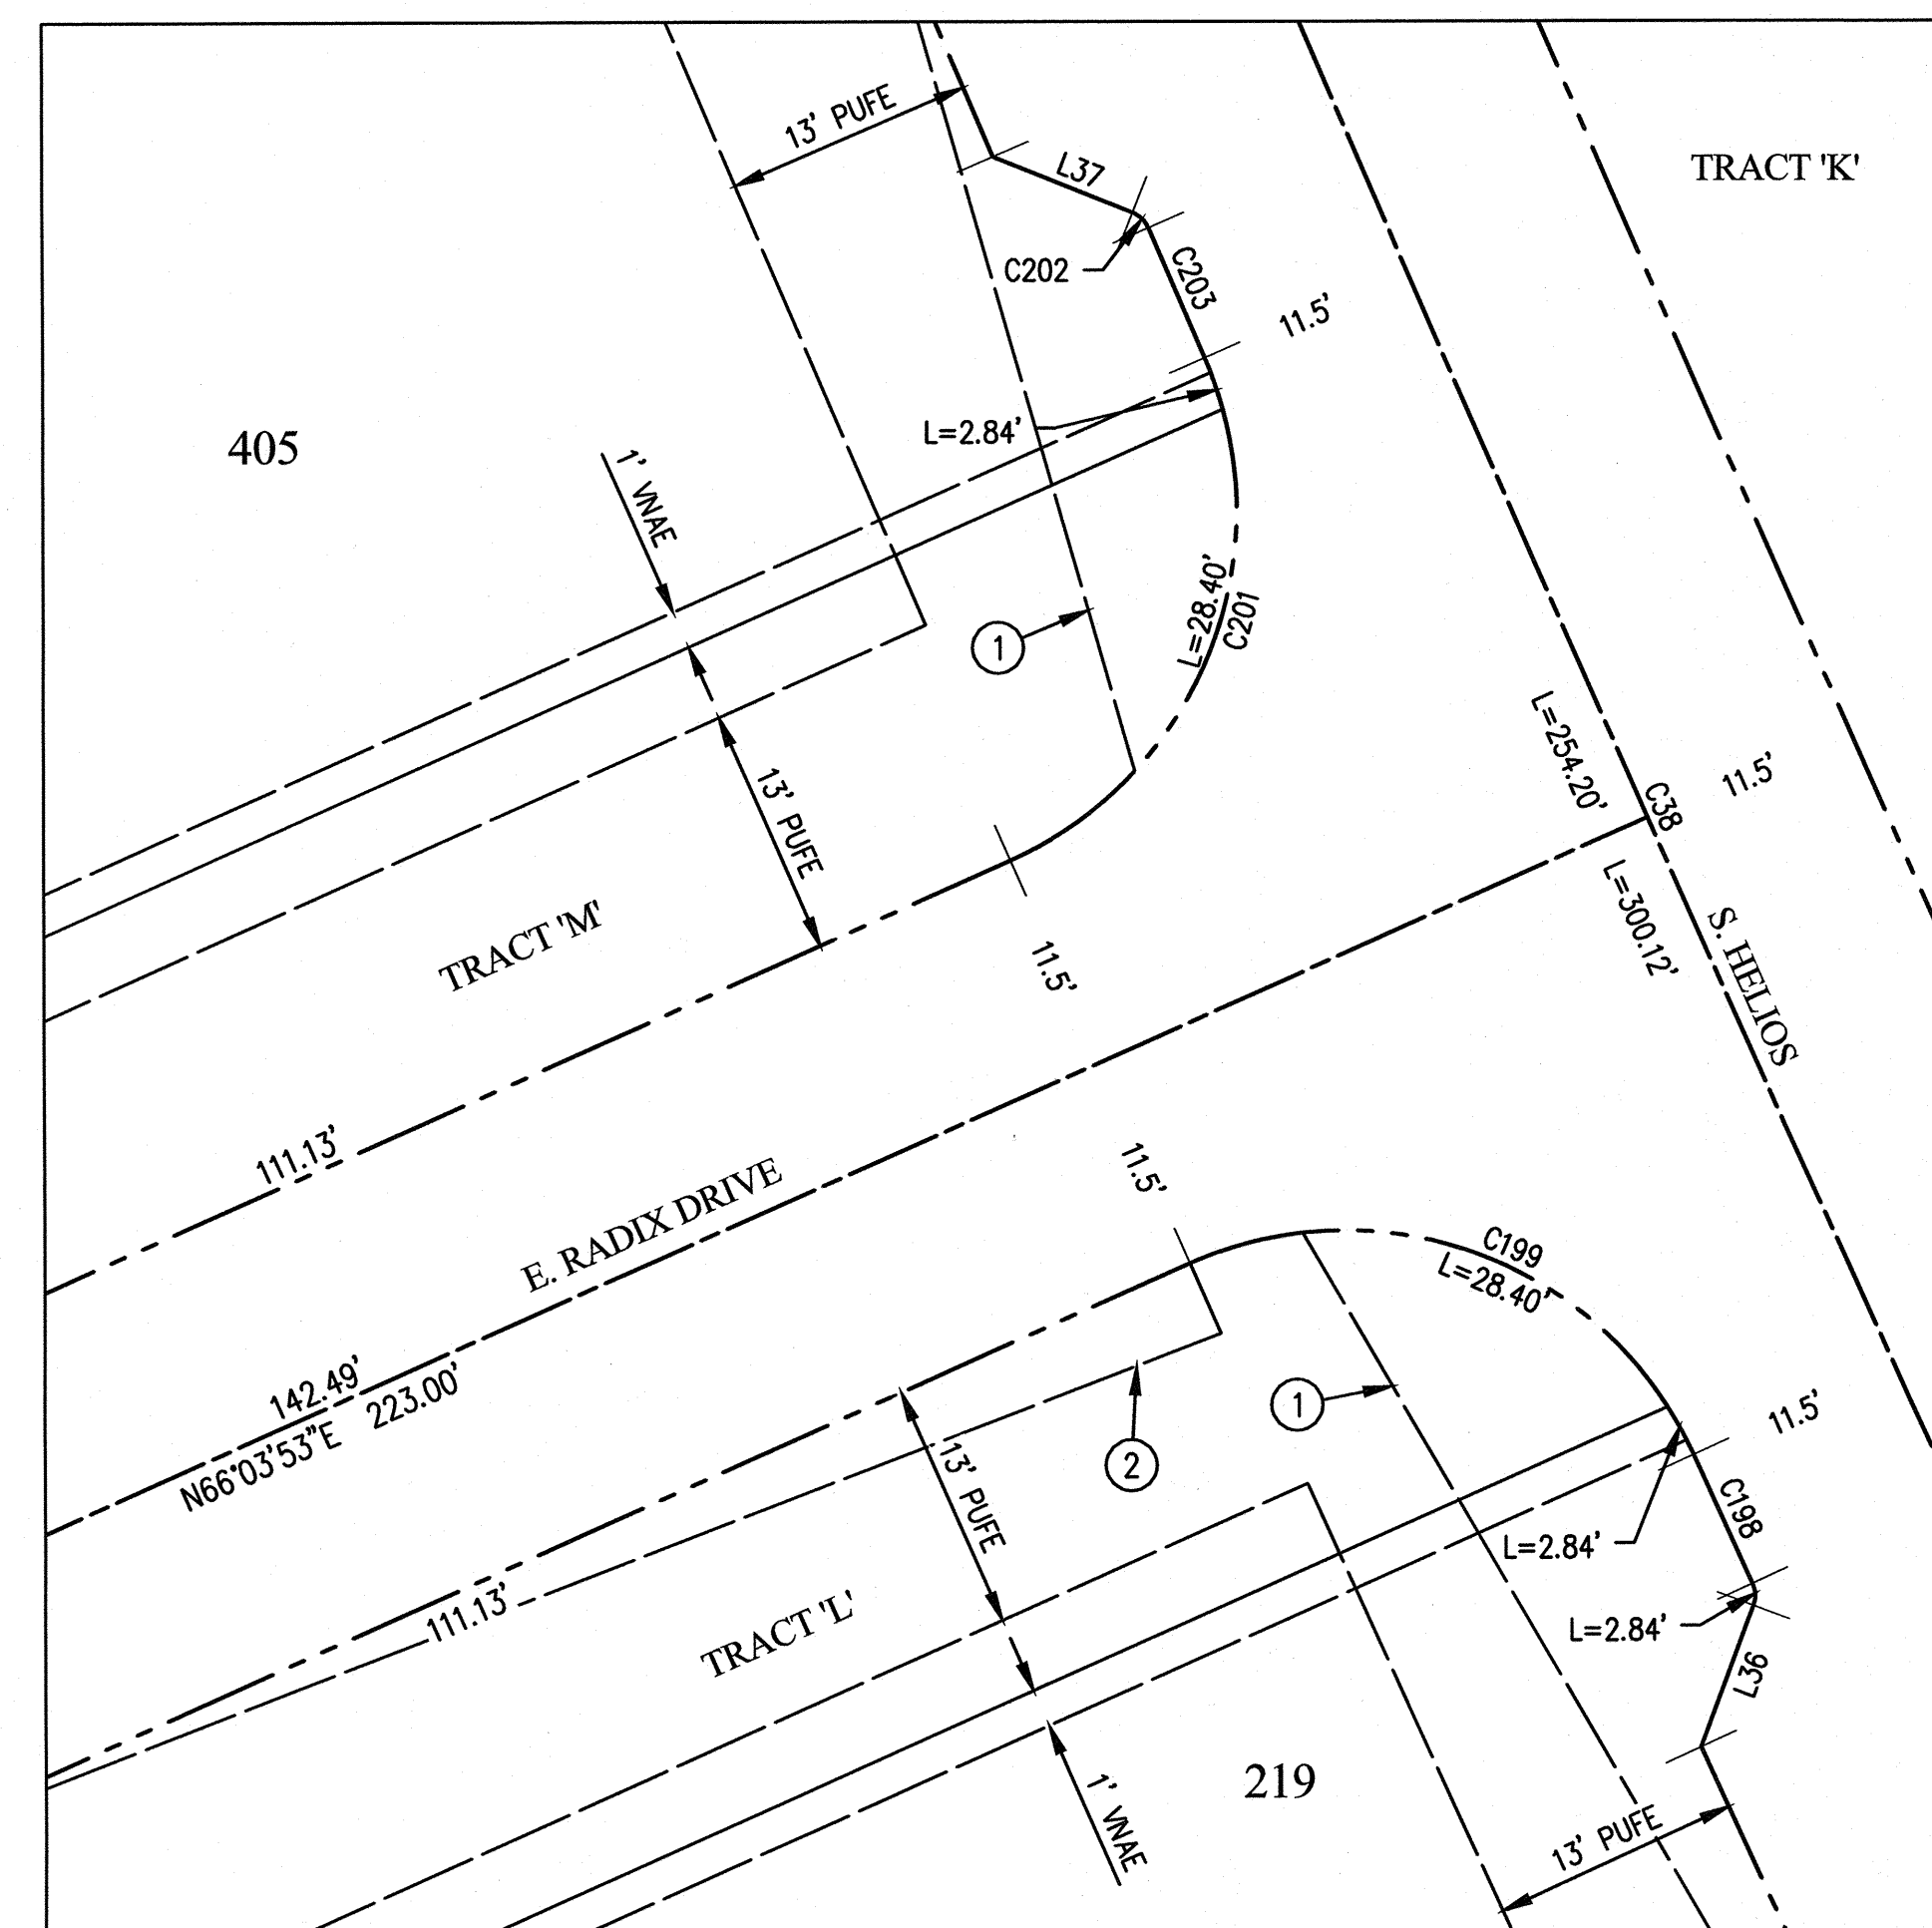 13' PUFE
L37
TRACT 'K'
C202
C203
11.5'
405
L=2.84'
1' VNAE
L=28.40'
C201
1
L=254.20'
C38
11.5'
13' PUFE
L=300.12'
TRACT 'M'
11.5'
S. HELIOS
111.13'
11.5'
E. RADIX DRIVE
C199
L=28.40'
142.49'
N66°03'53"E 223.00'
1
2
11.5'
13' PUFE
C198
L=2.84'
111.13'
TRACT 'L'
L=2.84'
L36
219
1' VNAE
13' PUFE